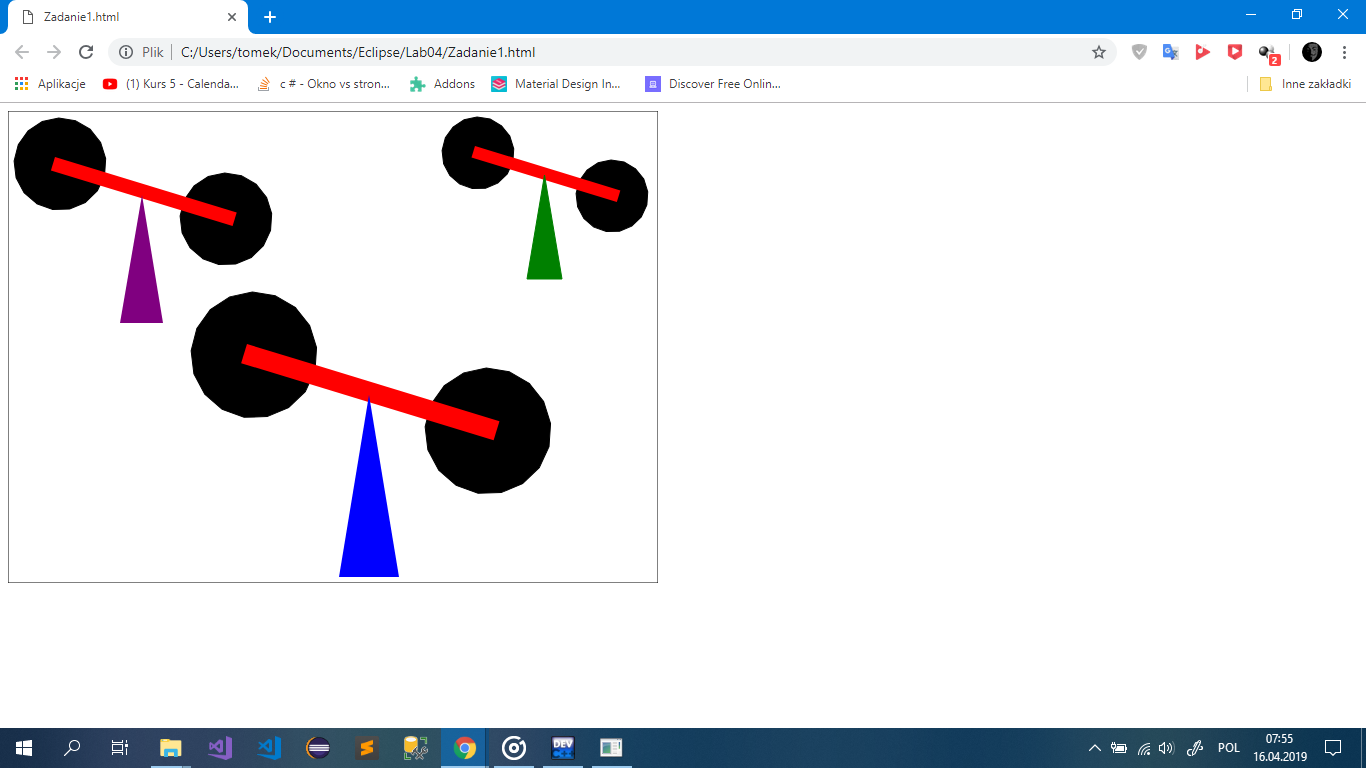 Zadanie1.html
Plik C:/Users/tomek/Documents/Eclipse/Lab04/Zadanie1.html
2
Aplikacje (1) Kurs 5 - Calenda... c # - Okno vs stron... Addons Material Design In... Discover Free Onlin... Inne zakładki
DEV
POL
07:55
16.04.2019